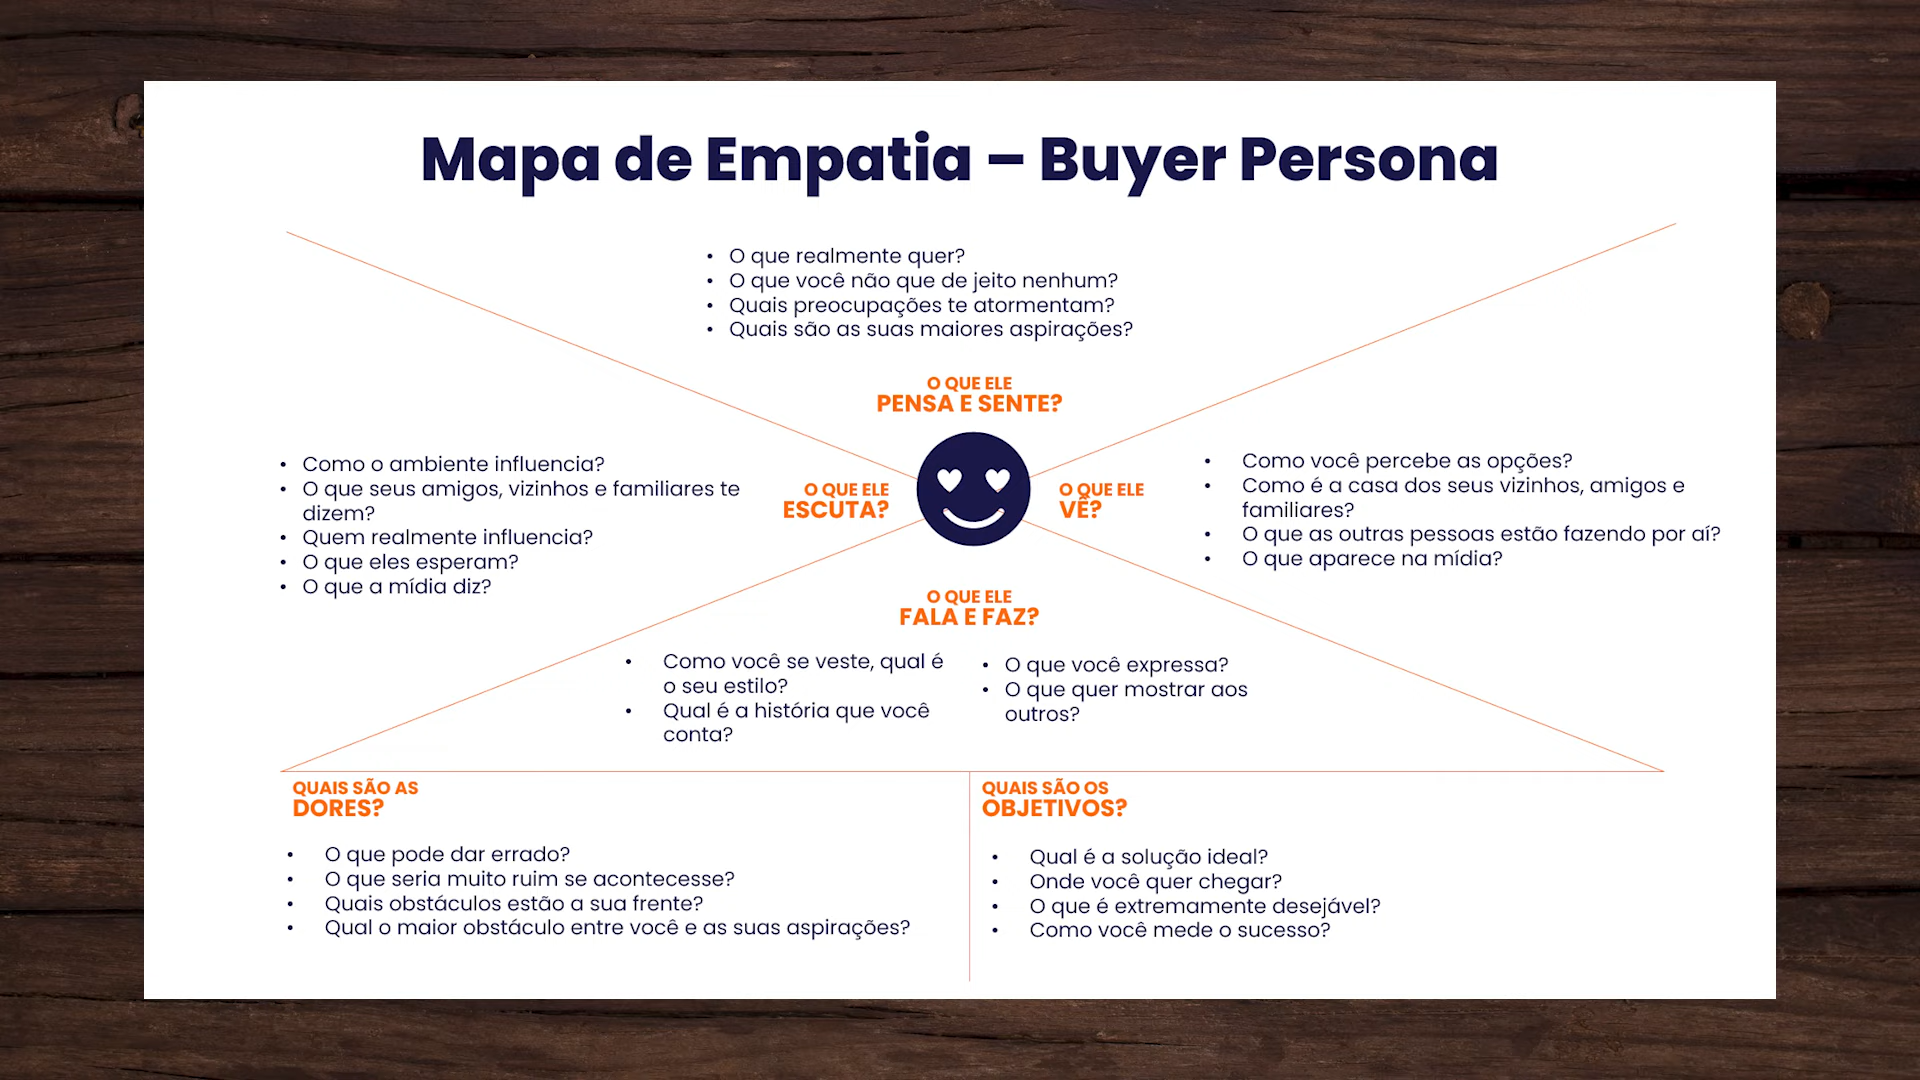 Mapa de Empatia – Buyer Persona
• O que realmente quer?
• O que você não que de jeito nenhum?
• Quais preocupações te atormentam?
• Quais são as suas maiores aspirações?
O QUE ELE
PENSA E SENTE?
• Como o ambiente influencia?
• O que seus amigos, vizinhos e familiares te
dizem?
• Quem realmente influencia?
• O que eles esperam?
• O que a mídia diz?
O QUE ELE
ESCUTA?
O QUE ELE
VÊ?
• Como você percebe as opções?
• Como é a casa dos seus vizinhos, amigos e
familiares?
• O que as outras pessoas estão fazendo por aí?
• O que aparece na mídia?
O QUE ELE
FALA E FAZ?
• Como você se veste, qual é
o seu estilo?
• Qual é a história que você
conta?
• O que você expressa?
• O que quer mostrar aos
outros?
QUAIS SÃO AS
DORES?
• O que pode dar errado?
• O que seria muito ruim se acontecesse?
• Quais obstáculos estão a sua frente?
• Qual o maior obstáculo entre você e as suas aspirações?
QUAIS SÃO OS
OBJETIVOS?
• Qual é a solução ideal?
• Onde você quer chegar?
• O que é extremamente desejável?
• Como você mede o sucesso?